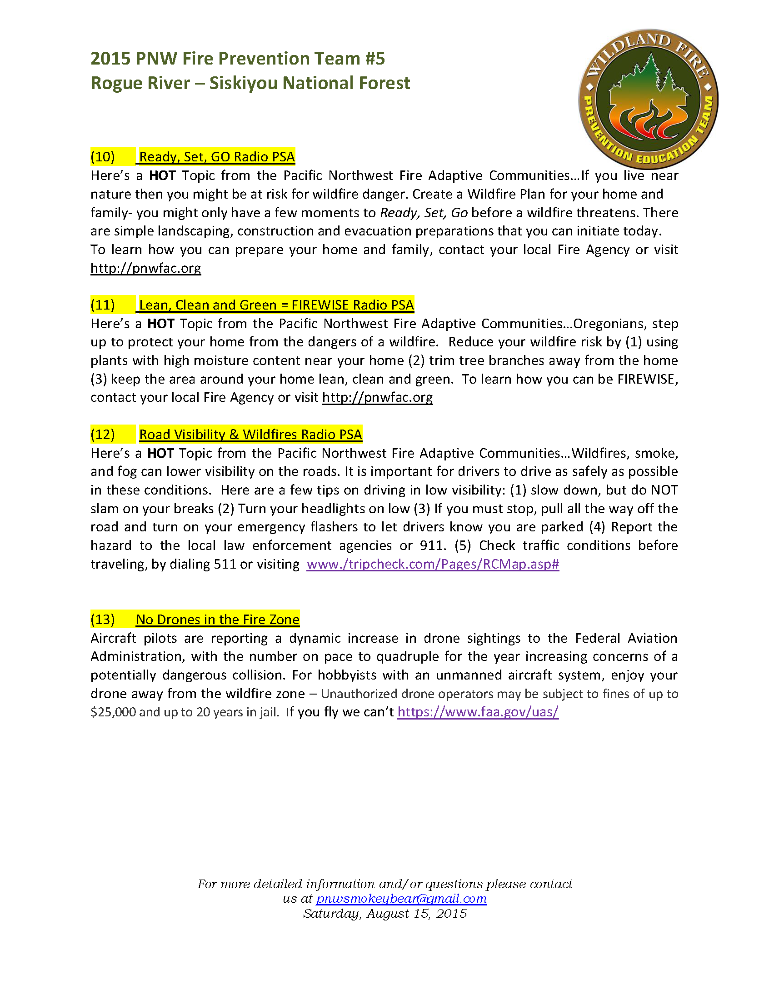 2015 PNW Fire Prevention Team #5
Rogue River – Siskiyou National Forest
WILDLAND FIRE
PREVENTION EDUCATION TEAM
(10) Ready, Set, GO Radio PSA
Here’s a HOT Topic from the Pacific Northwest Fire Adaptive Communities…If you live near
nature then you might be at risk for wildfire danger. Create a Wildfire Plan for your home and
family- you might only have a few moments to Ready, Set, Go before a wildfire threatens. There
are simple landscaping, construction and evacuation preparations that you can initiate today.
To learn how you can prepare your home and family, contact your local Fire Agency or visit
http://pnwfac.org
(11) Lean, Clean and Green = FIREWISE Radio PSA
Here’s a HOT Topic from the Pacific Northwest Fire Adaptive Communities…Oregonians, step
up to protect your home from the dangers of a wildfire. Reduce your wildfire risk by (1) using
plants with high moisture content near your home (2) trim tree branches away from the home
(3) keep the area around your home lean, clean and green. To learn how you can be FIREWISE,
contact your local Fire Agency or visit http://pnwfac.org
(12) Road Visibility & Wildfires Radio PSA
Here’s a HOT Topic from the Pacific Northwest Fire Adaptive Communities…Wildfires, smoke,
and fog can lower visibility on the roads. It is important for drivers to drive as safely as possible
in these conditions. Here are a few tips on driving in low visibility: (1) slow down, but do NOT
slam on your breaks (2) Turn your headlights on low (3) If you must stop, pull all the way off the
road and turn on your emergency flashers to let drivers know you are parked (4) Report the
hazard to the local law enforcement agencies or 911. (5) Check traffic conditions before
traveling, by dialing 511 or visiting www./tripcheck.com/Pages/RCMap.asp#
(13) No Drones in the Fire Zone
Aircraft pilots are reporting a dynamic increase in drone sightings to the Federal Aviation
Administration, with the number on pace to quadruple for the year increasing concerns of a
potentially dangerous collision. For hobbyists with an unmanned aircraft system, enjoy your
drone away from the wildfire zone – Unauthorized drone operators may be subject to fines of up to
$25,000 and up to 20 years in jail. If you fly we can’t https://www.faa.gov/uas/
For more detailed information and/or questions please contact
us at pnwsmokeybear@gmail.com
Saturday, August 15, 2015